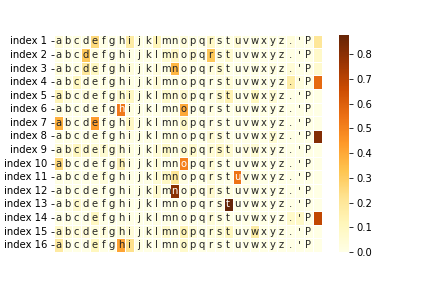 index 1 - a b c d e f g h i j k l m n o p q r s t u v w x y z . ' P
index 2 - a b c d e f g h i j k l m n o p q r s t u v w x y z . ' P
index 3 - a b c d e f g h i j k l m n o p q r s t u v w x y z . ' P
index 4 - a b c d e f g h i j k l m n o p q r s t u v w x y z . ' P
index 5 - a b c d e f g h i j k l m n o p q r s t u v w x y z . ' P
index 6 - a b c d e f g h i j k l m n o p q r s t u v w x y z . ' P
index 7 - a b c d e f g h i j k l m n o p q r s t u v w x y z . ' P
index 8 - a b c d e f g h i j k l m n o p q r s t u v w x y z . ' P
index 9 - a b c d e f g h i j k l m n o p q r s t u v w x y z . ' P
index 10 - a b c d e f g h i j k l m n o p q r s t u v w x y z . ' P
index 11 - a b c d e f g h i j k l m n o p q r s t u v w x y z . ' P
index 12 - a b c d e f g h i j k l m n o p q r s t u v w x y z . ' P
index 13 - a b c d e f g h i j k l m n o p q r s t u v w x y z . ' P
index 14 - a b c d e f g h i j k l m n o p q r s t u v w x y z . ' P
index 15 - a b c d e f g h i j k l m n o p q r s t u v w x y z . ' P
index 16 - a b c d e f g h i j k l m n o p q r s t u v w x y z . ' P
0.8
0.7
0.6
0.5
0.4
0.3
0.2
0.1
0.0